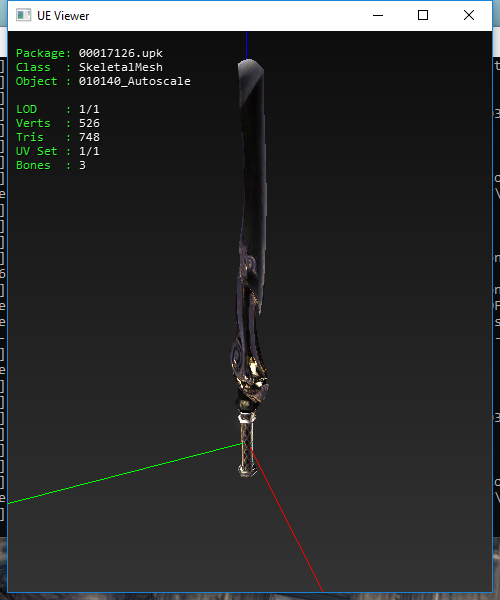 UE Viewer
Package: 00017126.upk
Class  : SkeletalMesh
Object : 010140_Autoscale
LOD    : 1/1
Verts  : 526
Tris   : 748
UV Set : 1/1
Bones  : 3